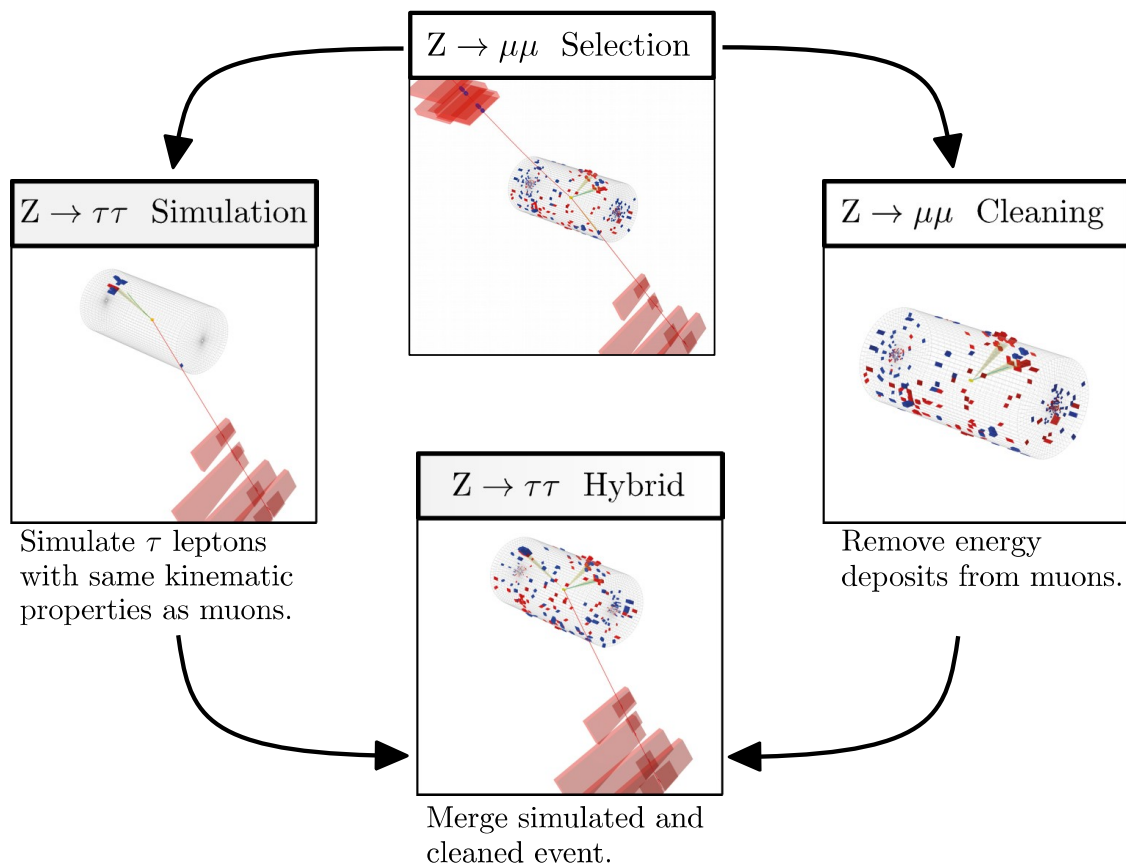 Z → μμ Selection
Z → ττ Simulation
Z → μμ Cleaning
Z → ττ Hybrid
Simulate τ leptons
with same kinematic
properties as muons.
Remove energy
deposits from muons.
Merge simulated and
cleaned event.